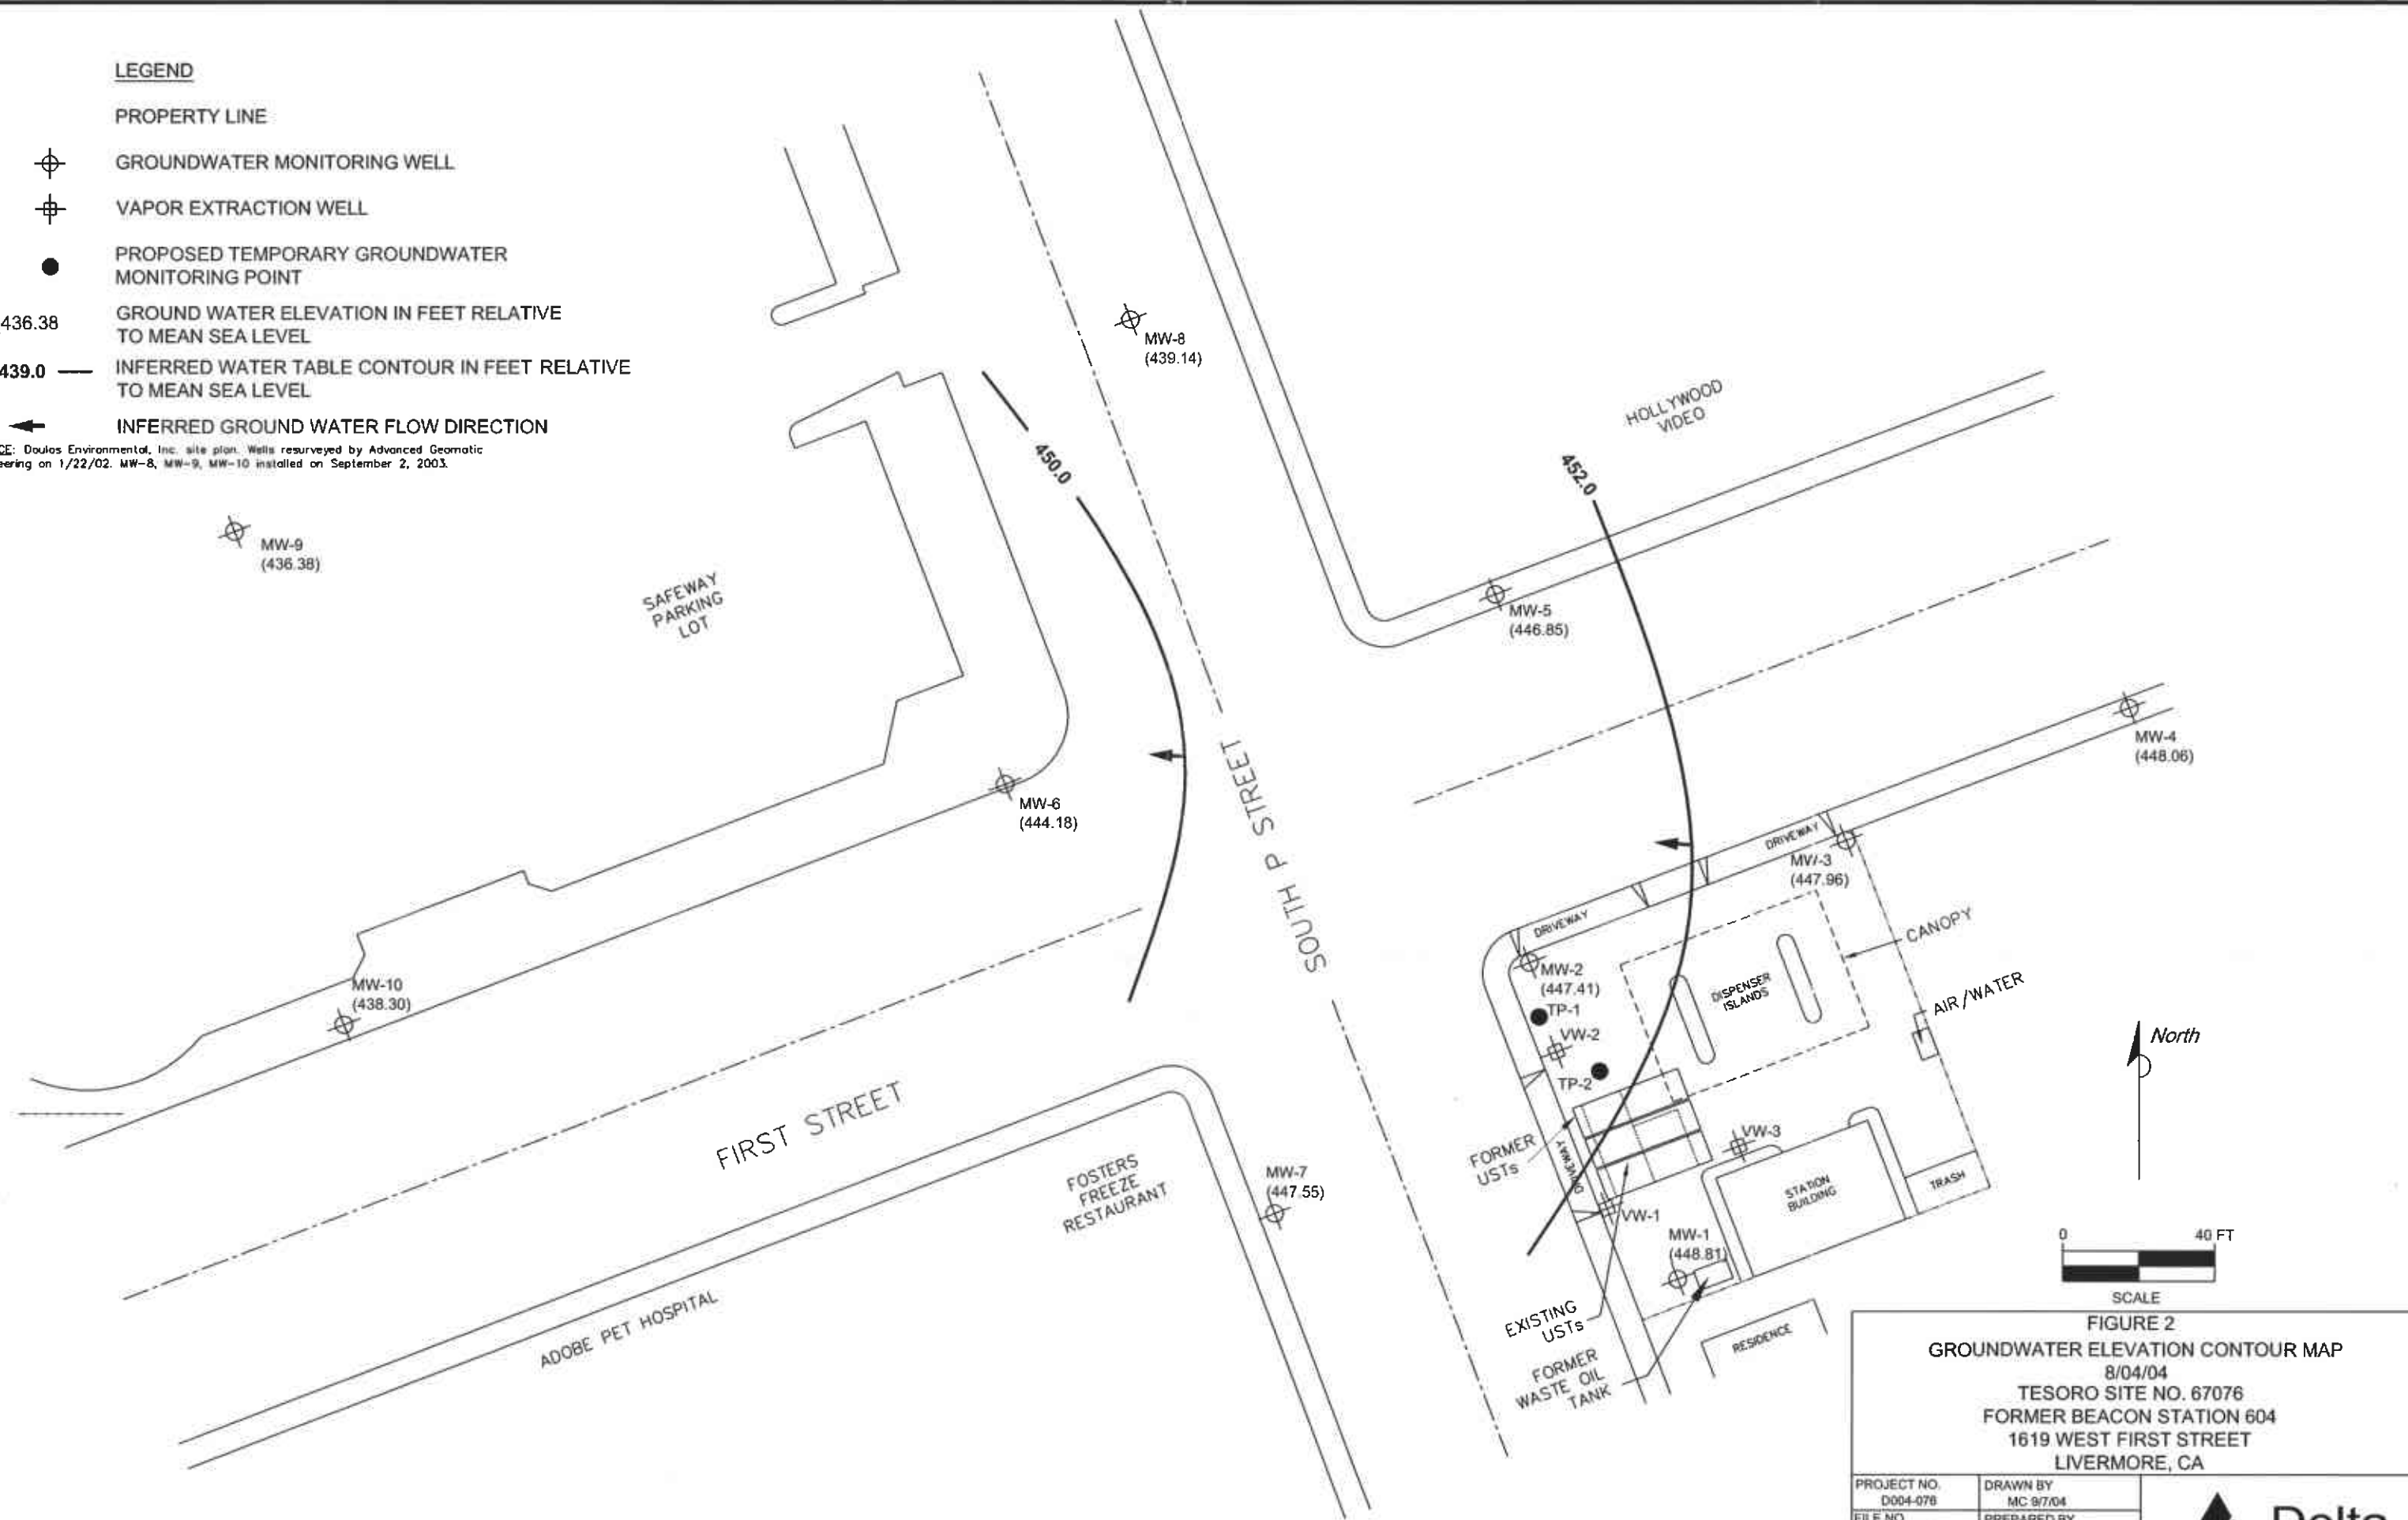 LEGEND
PROPERTY LINE
GROUNDWATER MONITORING WELL
VAPOR EXTRACTION WELL
PROPOSED TEMPORARY GROUNDWATER
MONITORING POINT
436.38
GROUND WATER ELEVATION IN FEET RELATIVE
TO MEAN SEA LEVEL
439.0
INFERRED WATER TABLE CONTOUR IN FEET RELATIVE
TO MEAN SEA LEVEL
INFERRED GROUND WATER FLOW DIRECTION
Doulos Environmental, Inc. site plan. Wells resurveyed by Advanced Geomatic
on 1/22/02. MW-8, MW-9, MW-10 installed on September 2, 2003.
MW-8
(439.14)
HOLLYWOOD
VIDEO
450.0
452.0
MW-9
(436.38)
SAFEWAY
PARKING
LOT
MW-5
(446.85)
MW-4
(448.06)
MW-6
(444.18)
SOUTH P STREET
DRIVEWAY
MW-3
(447.96)
CANOPY
DRIVEWAY
MW-2
(447.41)
DISPENSER
ISLANDS
AIR/WATER
TP-1
VW-2
TP-2
MW-10
(438.30)
North
FIRST STREET
FOSTERS
FREEZE
RESTAURANT
MW-7
(447.55)
FORMER
USTs
DRIVEWAY
VW-3
STATION
BUILDING
TRASH
VW-1
MW-1
(448.81)
ADOBE PET HOSPITAL
EXISTING
USTs
FORMER
WASTE OIL
TANK
RESIDENCE
0 40 FT
SCALE
FIGURE 2
GROUNDWATER ELEVATION CONTOUR MAP
8/04/04
TESORO SITE NO. 67076
FORMER BEACON STATION 604
1619 WEST FIRST STREET
LIVERMORE, CA
PROJECT NO.
D004-076
DRAWN BY
MC 9/7/04
FILE NO.
PREPARED BY
Delta